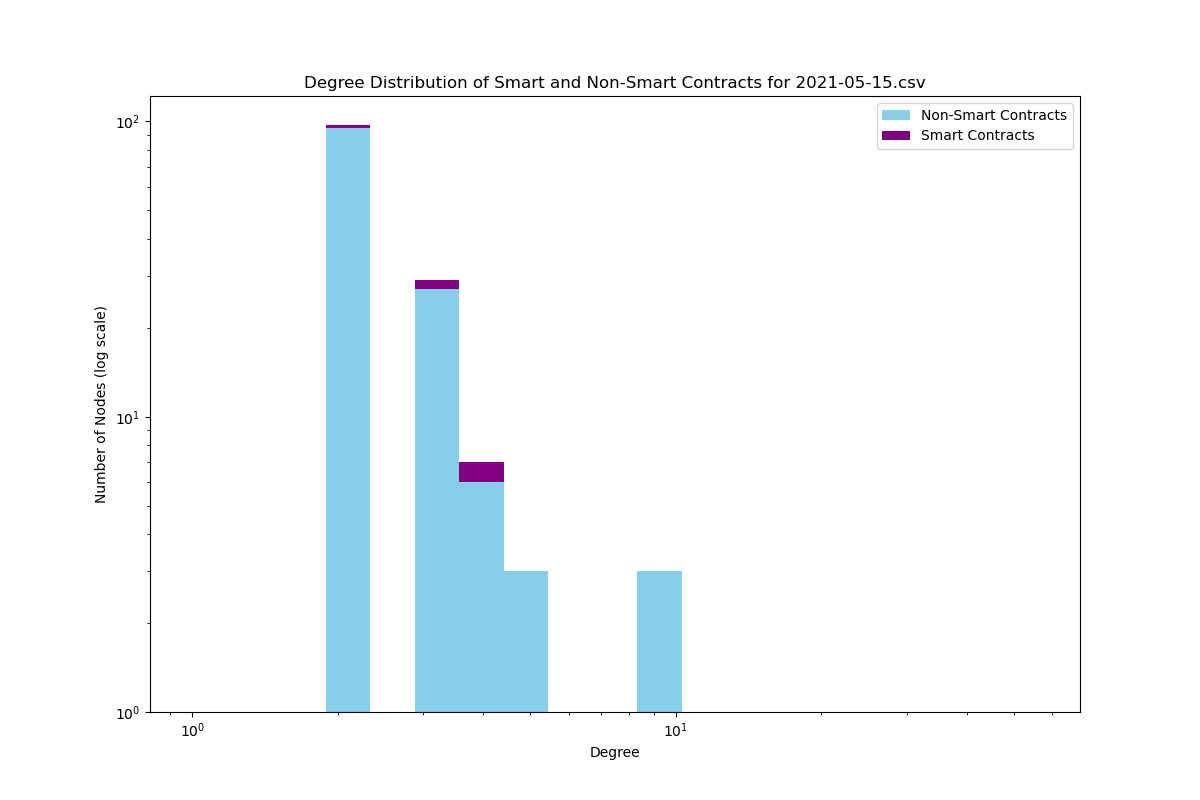 Degree Distribution of Smart and Non-Smart Contracts for 2021-05-15.csv
Non-Smart Contracts
Smart Contracts
Number of Nodes (log scale)
10²
10¹
10⁰
10⁰ 10¹
Degree